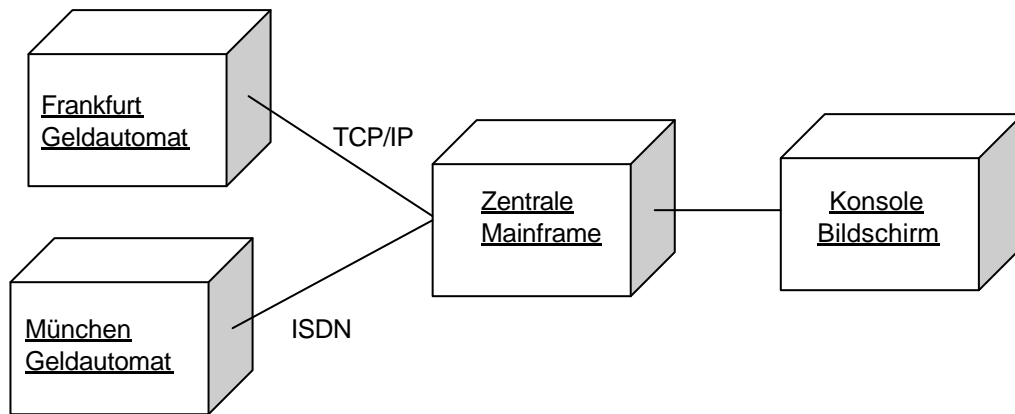 Frankfurt
Geldautomat
TCP/IP
Zentrale
Mainframe
Konsole
Bildschirm
München
Geldautomat
ISDN